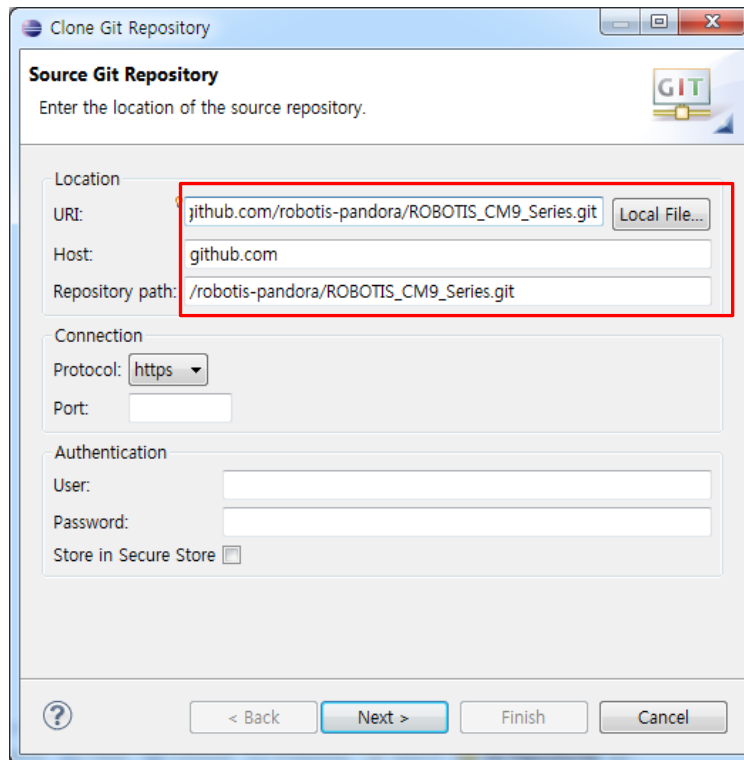 Clone Git Repository
Source Git Repository
Enter the location of the source repository.
GIT
Location
URI: github.com/robotis-pandora/ROBOTIS_CM9_Series.git Local File...
Host: github.com
Repository path: /robotis-pandora/ROBOTIS_CM9_Series.git
Connection
Protocol: https
Port:
Authentication
User:
Password:
Store in Secure Store
? < Back Next > Finish Cancel